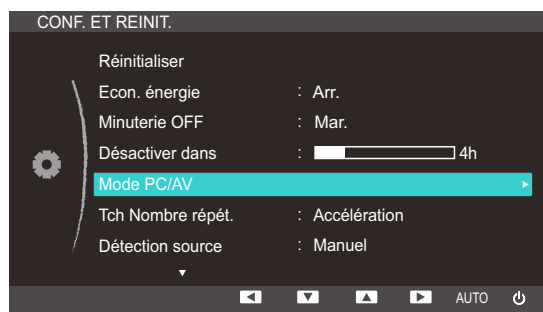 CONF. ET REINIT.
Réinitialiser
Econ. énergie : Arr.
Minuterie OFF : Mar.
Désactiver dans : 4h
Mode PC/AV
Tch Nombre répét. : Accélération
Détection source : Manuel
AUTO